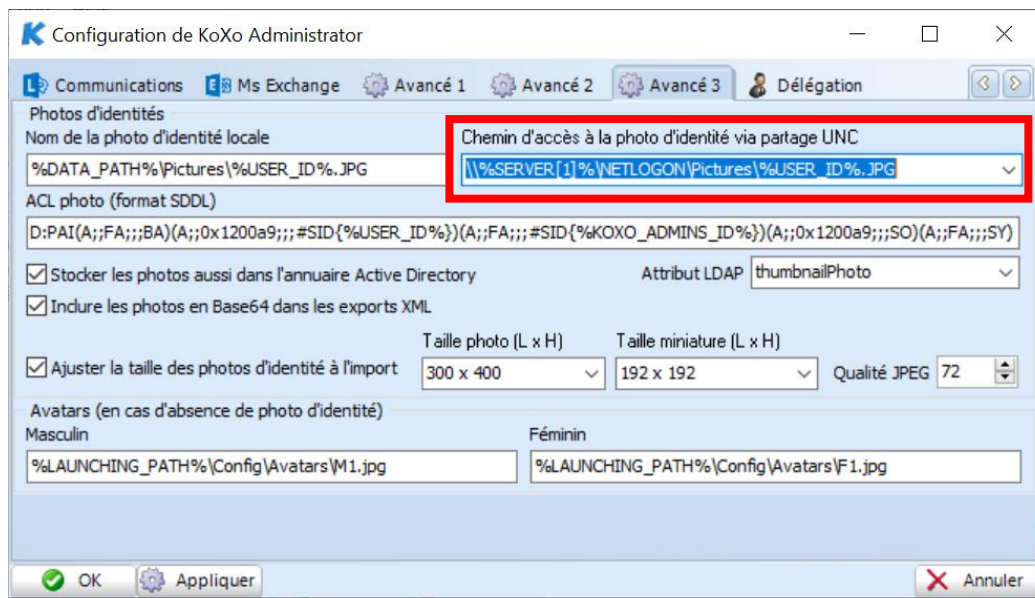 Configuration de KoXo Administrator
Communications Ms Exchange Avancé 1 Avancé 2 Avancé 3 Délégation
Photos d'identités
Nom de la photo d'identité locale
Chemin d'accès à la photo d'identité via partage UNC
%DATA_PATH%\Pictures\%USER_ID%.JPG
\\%SERVER[1]%\NETLOGON\Pictures\%USER_ID%.JPG
ACL photo (format SDDL)
D:PAI(A;;FA;;;BA)(A;;0x1200a9;;;#SID{%USER_ID%})(A;;FA;;;#SID{%KOXO_ADMINS_ID%})(A;;0x1200a9;;;SO)(A;;FA;;;SY)
Stocker les photos aussi dans l'annuaire Active Directory
Attribut LDAP thumbnailPhoto
Inclure les photos en Base64 dans les exports XML
Taille photo (L x H) Taille miniature (L x H)
Ajuster la taille des photos d'identité à l'import 300 x 400 192 x 192 Qualité JPEG 72
Avatars (en cas d'absence de photo d'identité)
Masculin Féminin
%LAUNCHING_PATH%\Config\Avatars\M1.jpg %LAUNCHING_PATH%\Config\Avatars\F1.jpg
OK Appliquer Annuler